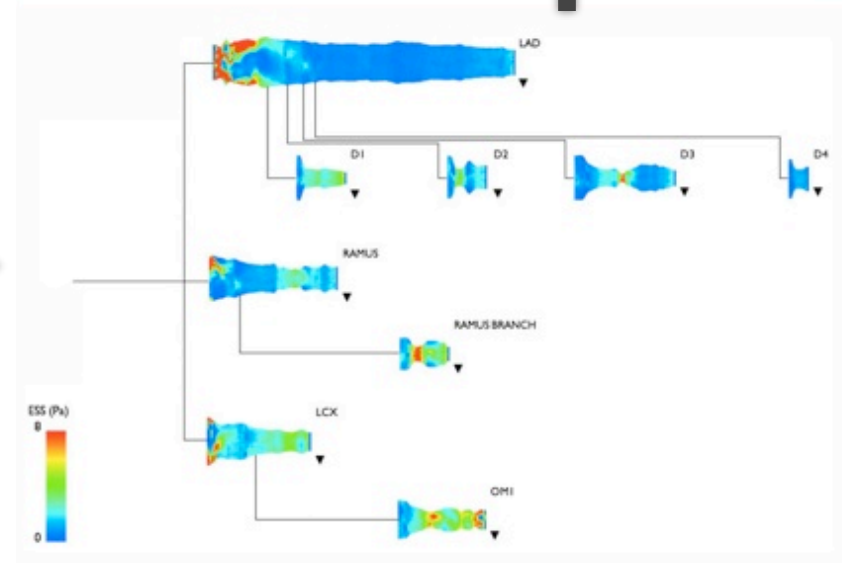 LAD
D1
D2
D3
D4
RAMUS
RAMUS BRANCH
ESS (Pa)
8
0
LCX
OM1